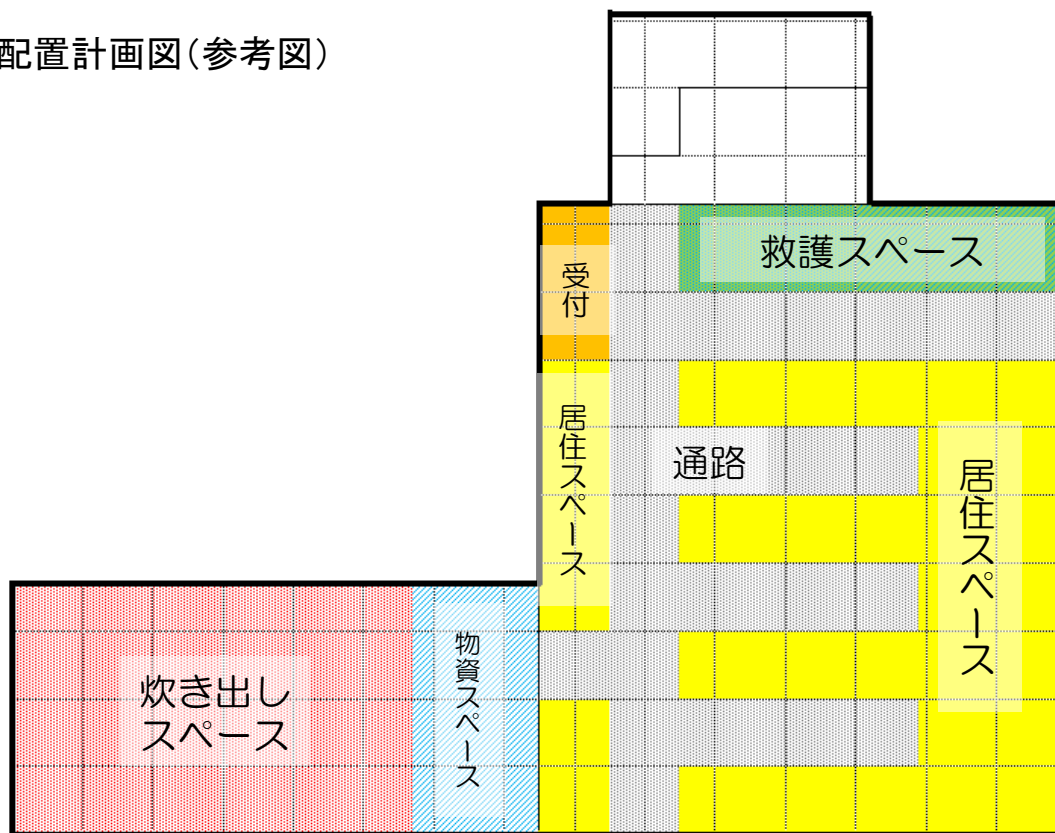 配置計画図(参考図)
救護スペース
受付
居住スペース
通路
居住スペース
物資スペース
炊き出し
スペース